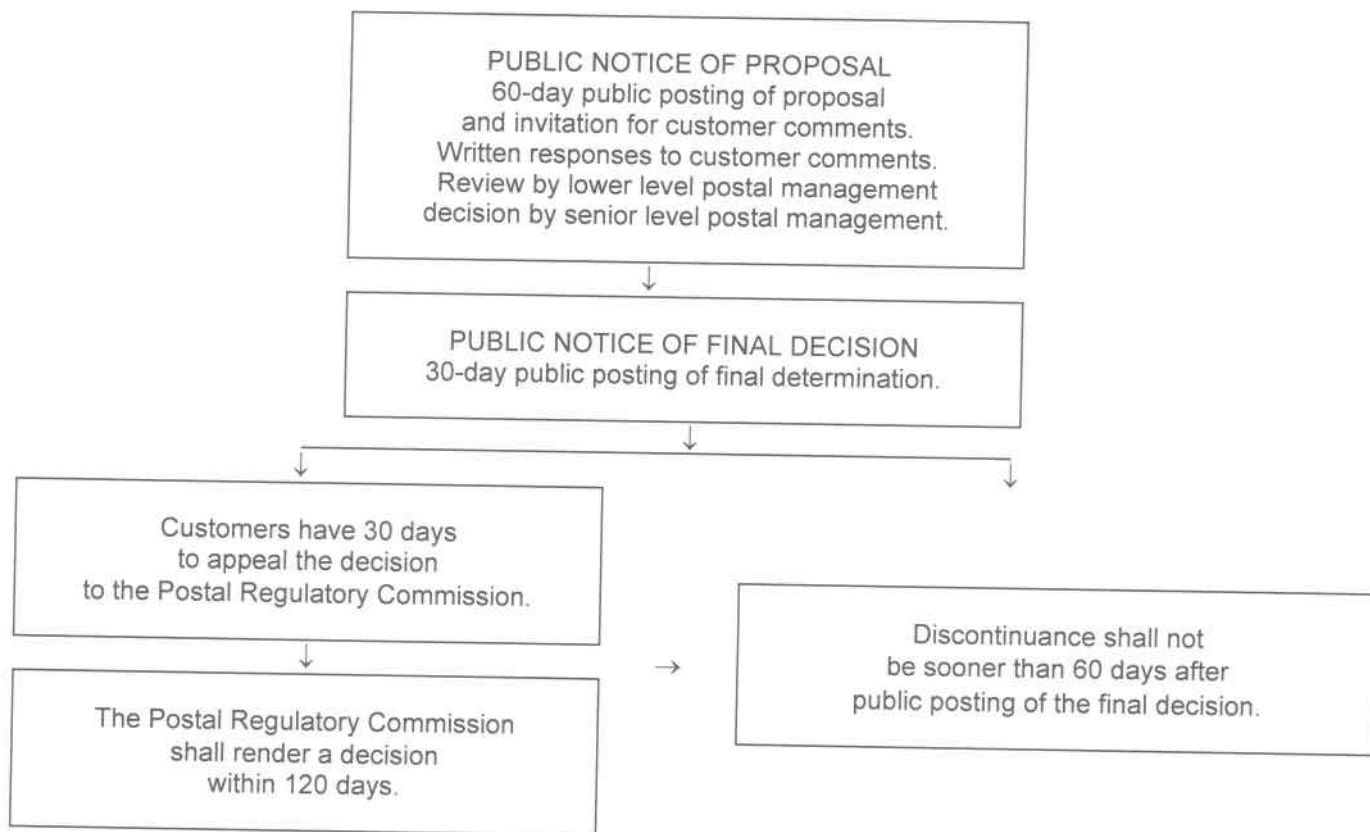 PUBLIC NOTICE OF PROPOSAL
60-day public posting of proposal
and invitation for customer comments.
Written responses to customer comments.
Review by lower level postal management
decision by senior level postal management.
↓
PUBLIC NOTICE OF FINAL DECISION
30-day public posting of final determination.
↓
↓ ↓
Customers have 30 days
to appeal the decision
to the Postal Regulatory Commission.
↓
→
The Postal Regulatory Commission
shall render a decision
within 120 days.
Discontinuance shall not
be sooner than 60 days after
public posting of the final decision.